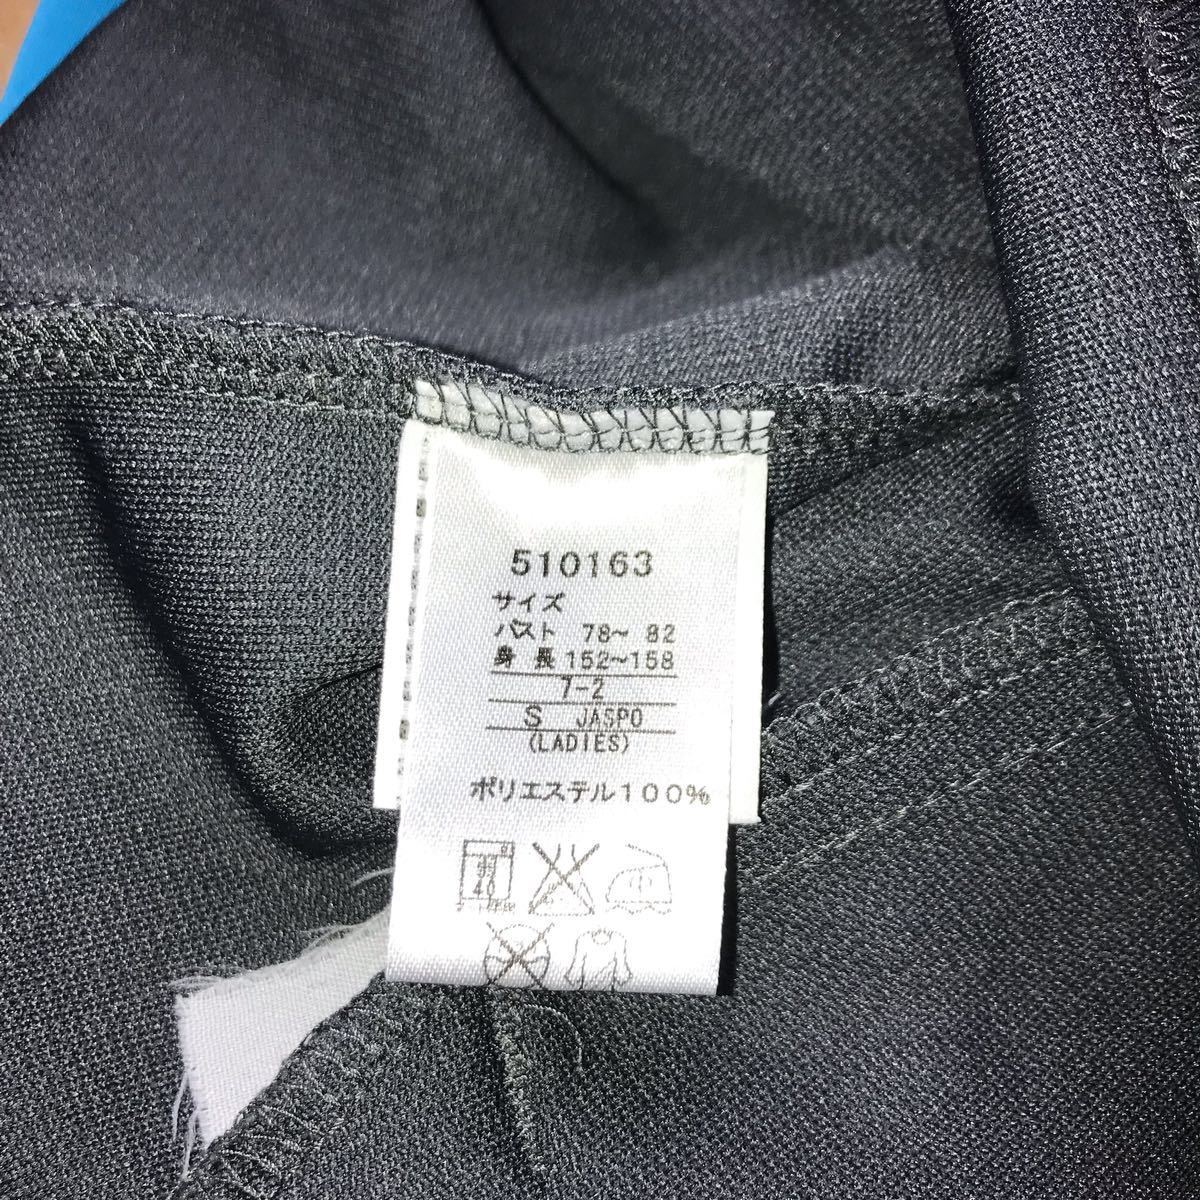 510163
サイズ
バスト 78〜 82
身 長 152〜158
7-2
S JASPO
(LADIES)
ポリエステル100%
40